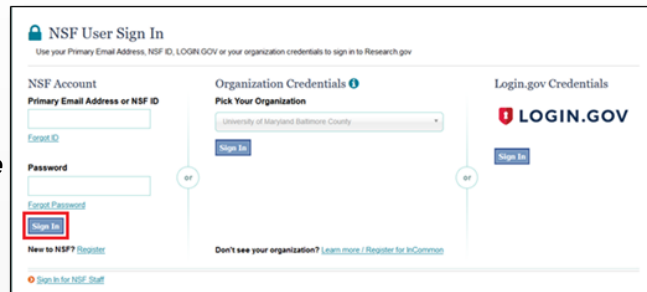 NSF User Sign In
Use your Primary Email Address, NSF ID, LOGIN.GOV or your organization credentials to sign in to Research.gov
NSF Account
Primary Email Address or NSF ID
Forgot ID
Password
Forgot Password
Sign In
New to NSF? Register
or
Organization Credentials
Pick Your Organization
University of Maryland Baltimore County
Sign In
Don't see your organization? Learn more / Register for InCommon
or
Login.gov Credentials
LOGIN.GOV
Sign In
Sign In for NSF Staff
e